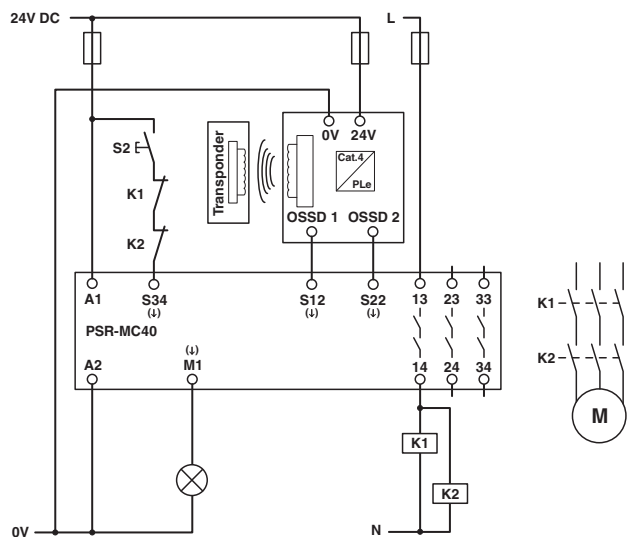 24V DC
L
0V 24V
Transponder
Cat.4
PLe
S2
K1
K2
OSSD 1 OSSD 2
A1 S34 S12 S22 13 23 33
(↓) (↓) (↓)
PSR-MC40
K1
K2
(↓)
A2 M1 14 24 34
M
K1
K2
0V
N